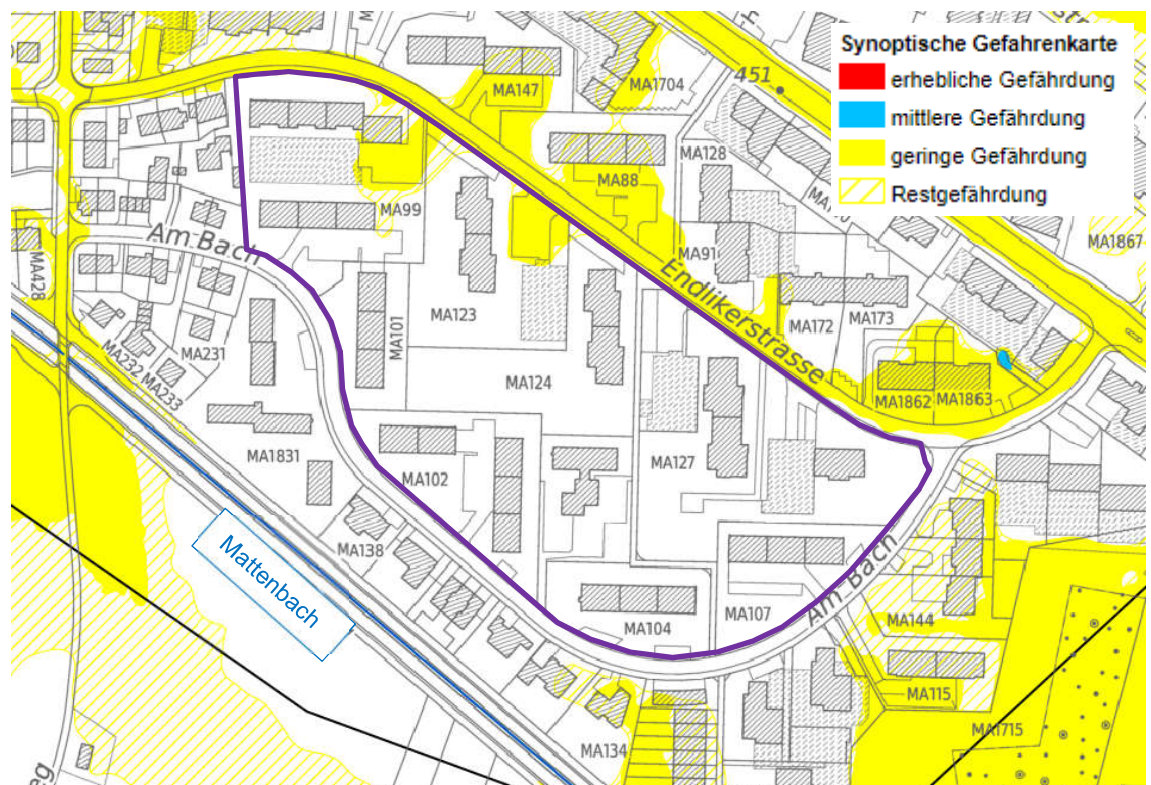 Synoptische Gefahrenkarte
erhebliche Gefährdung
mittlere Gefährdung
geringe Gefährdung
Restgefährdung
451
MA147
MA1704
MA128
MA88
MA99
MA91
MA1867
Am Bach
MA428
Endlikerstrasse
MA123
MA101
MA172
MA173
MA231
MA232
MA233
MA124
MA1862
MA1863
MA1831
MA102
MA127
MA138
Mattenbach
Am Bach
MA104
MA107
MA144
MA115
MA1715
MA134